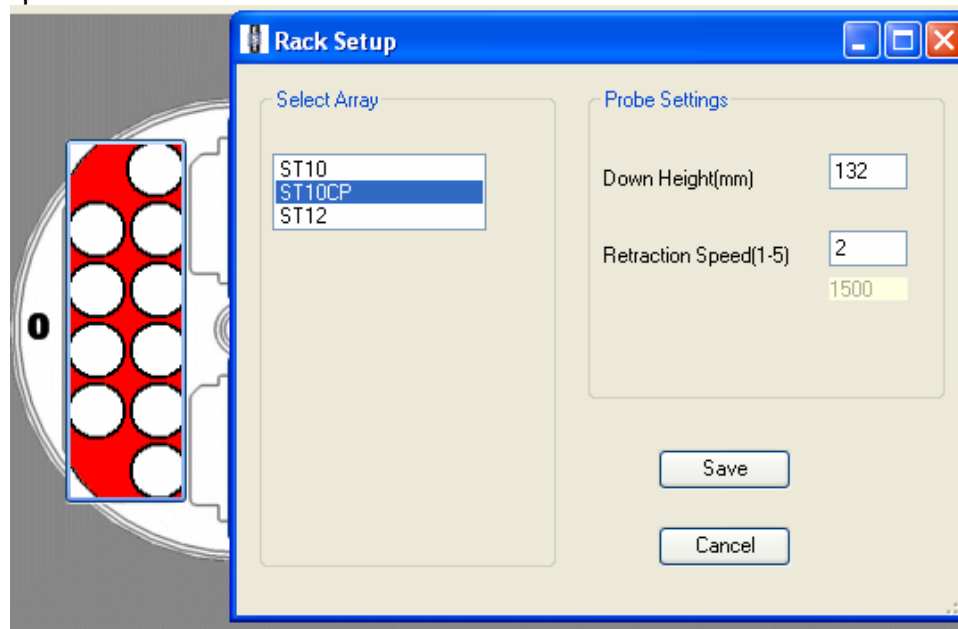 Rack Setup
Select Array
ST10
ST10CP
ST12
Probe Settings
Down Height(mm) 132
Retraction Speed(1-5) 2
1500
Save
Cancel
0